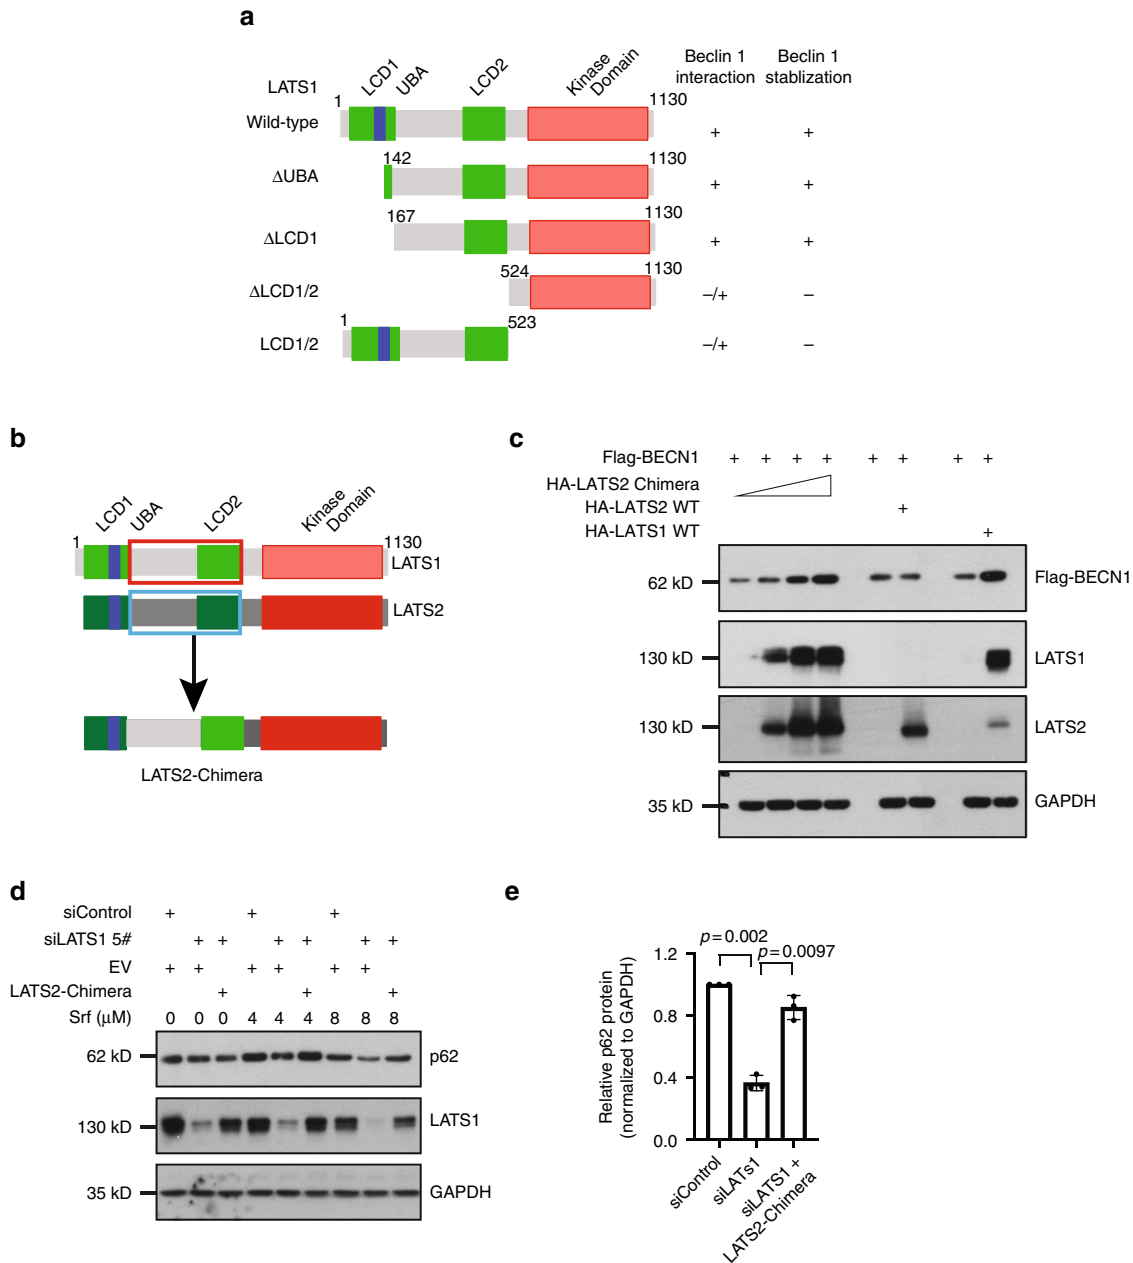 a
LATS1
LCD1
UBA
LCD2
Kinase
Domain
Beclin 1
interaction
Beclin 1
stablization
Wild-type
1
1130
+ +
ΔUBA
142
1130
+ +
ΔLCD1
167
1130
+ +
ΔLCD1/2
524
1130
−/+ −
LCD1/2
1
523
−/+ −
b
LCD1
UBA
LCD2
Kinase
Domain
1
1130
LATS1
LATS2
LATS2-Chimera
c
Flag-BECN1 + + + + + + + +
HA-LATS2 Chimera
HA-LATS2 WT +
HA-LATS1 WT +
62 kD Flag-BECN1
130 kD LATS1
130 kD LATS2
35 kD GAPDH
d
siControl + + +
siLATS1 5# + + + + + +
EV + + + + + +
LATS2-Chimera + + +
Srf (μM) 0 0 0 4 4 4 8 8 8
62 kD p62
130 kD LATS1
35 kD GAPDH
e
Relative p62 protein
(normalized to GAPDH)
p=0.002
p=0.0097
1.2
0.8
0.4
0.0
siControl
siLATs1
siLATS1 +
LATS2-Chimera